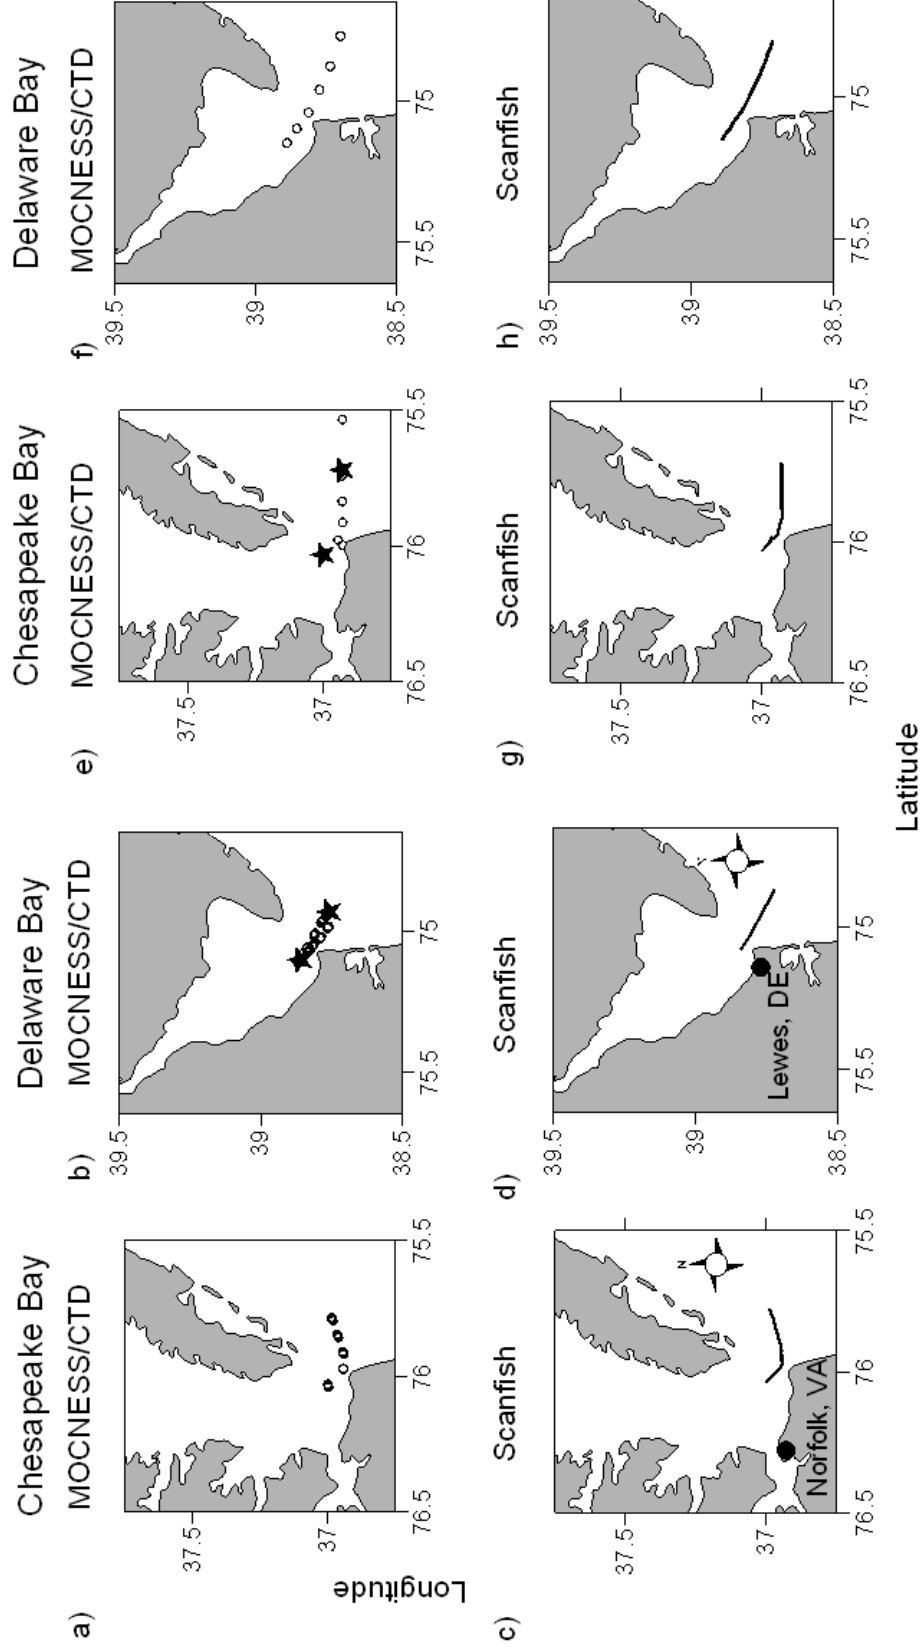 Chesapeake Bay
Delaware Bay
Chesapeake Bay
Delaware Bay
MOCNESS/CTD
MOCNESS/CTD
MOCNESS/CTD
MOCNESS/CTD
a)
37.5
37
76.5
76
75.5
b)
39.5
39
38.5
75.5
75
e)
37.5
37
76.5
76
75.5
f)
39.5
39
38.5
75.5
75
Longitude
Scanfish
Scanfish
Scanfish
Scanfish
c)
37.5
37
76.5
76
75.5
N
Norfolk, VA
d)
39.5
39
38.5
75.5
75
Lewes, DE
g)
37.5
37
76.5
76
75.5
h)
39.5
39
38.5
75.5
75
Latitude